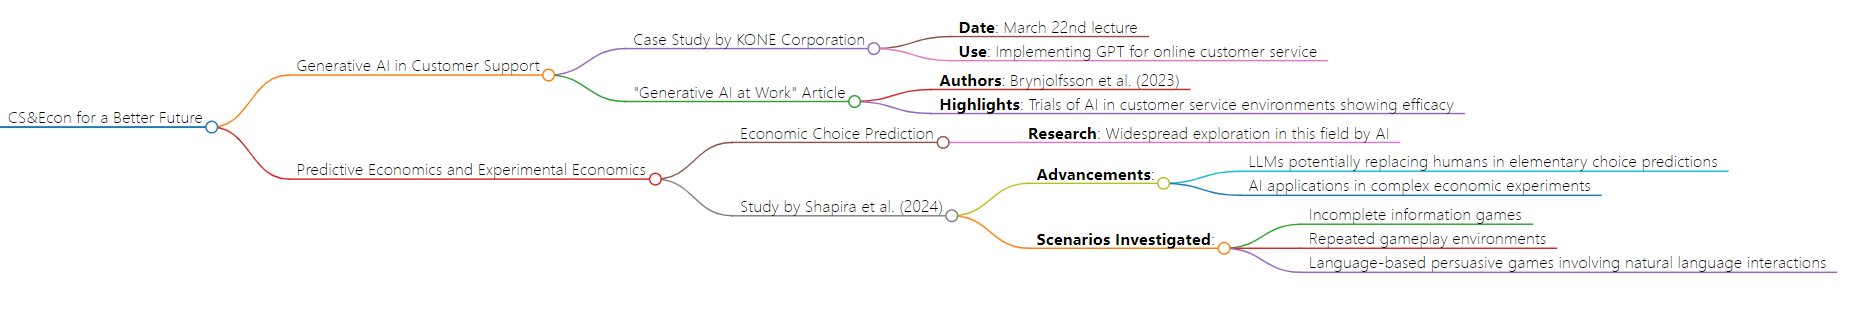 CS&Econ for a Better Future
Generative AI in Customer Support
Case Study by KONE Corporation
Date: March 22nd lecture
Use: Implementing GPT for online customer service
"Generative AI at Work" Article
Authors: Brynjolfsson et al. (2023)
Highlights: Trials of AI in customer service environments showing efficacy
Predictive Economics and Experimental Economics
Economic Choice Prediction
Research: Widespread exploration in this field by AI
Study by Shapira et al. (2024)
Advancements:
LLMs potentially replacing humans in elementary choice predictions
AI applications in complex economic experiments
Scenarios Investigated:
Incomplete information games
Repeated gameplay environments
Language-based persuasive games involving natural language interactions